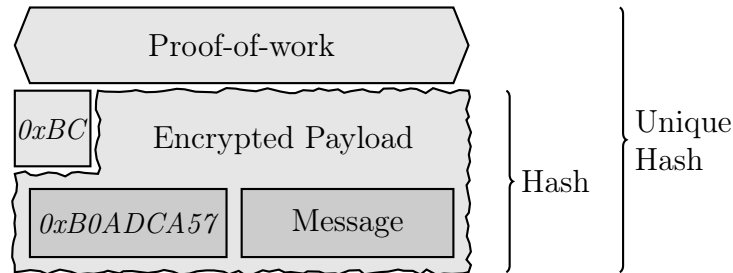 Proof-of-work
0xBC
Encrypted Payload
0xB0ADCA57
Message
Hash
Unique
Hash